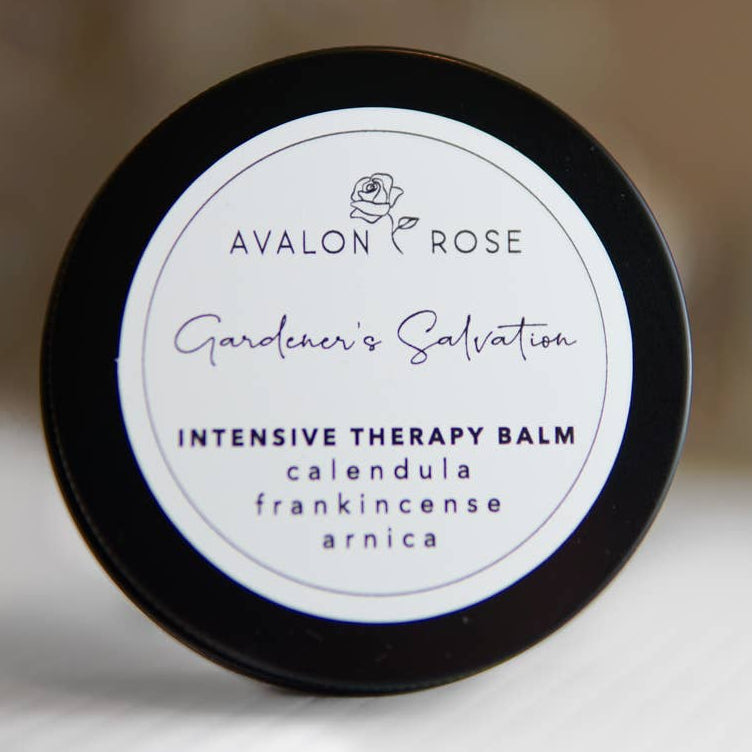 AVALON ROSE
Gardener's Salvation
INTENSIVE THERAPY BALM
calendula
frankincense
arnica